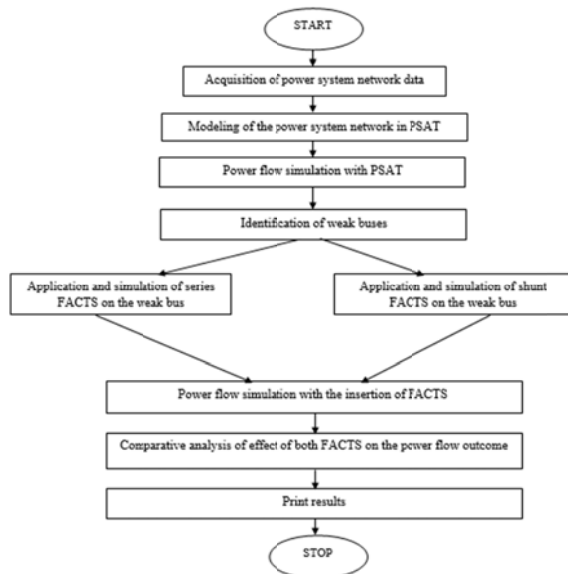 START
Acquisition of power system network data
Modeling of the power system network in PSAT
Power flow simulation with PSAT
Identification of weak buses
Application and simulation of series
FACTS on the weak bus
Application and simulation of shunt
FACTS on the weak bus
Power flow simulation with the insertion of FACTS
Comparative analysis of effect of both FACTS on the power flow outcome
Print results
STOP